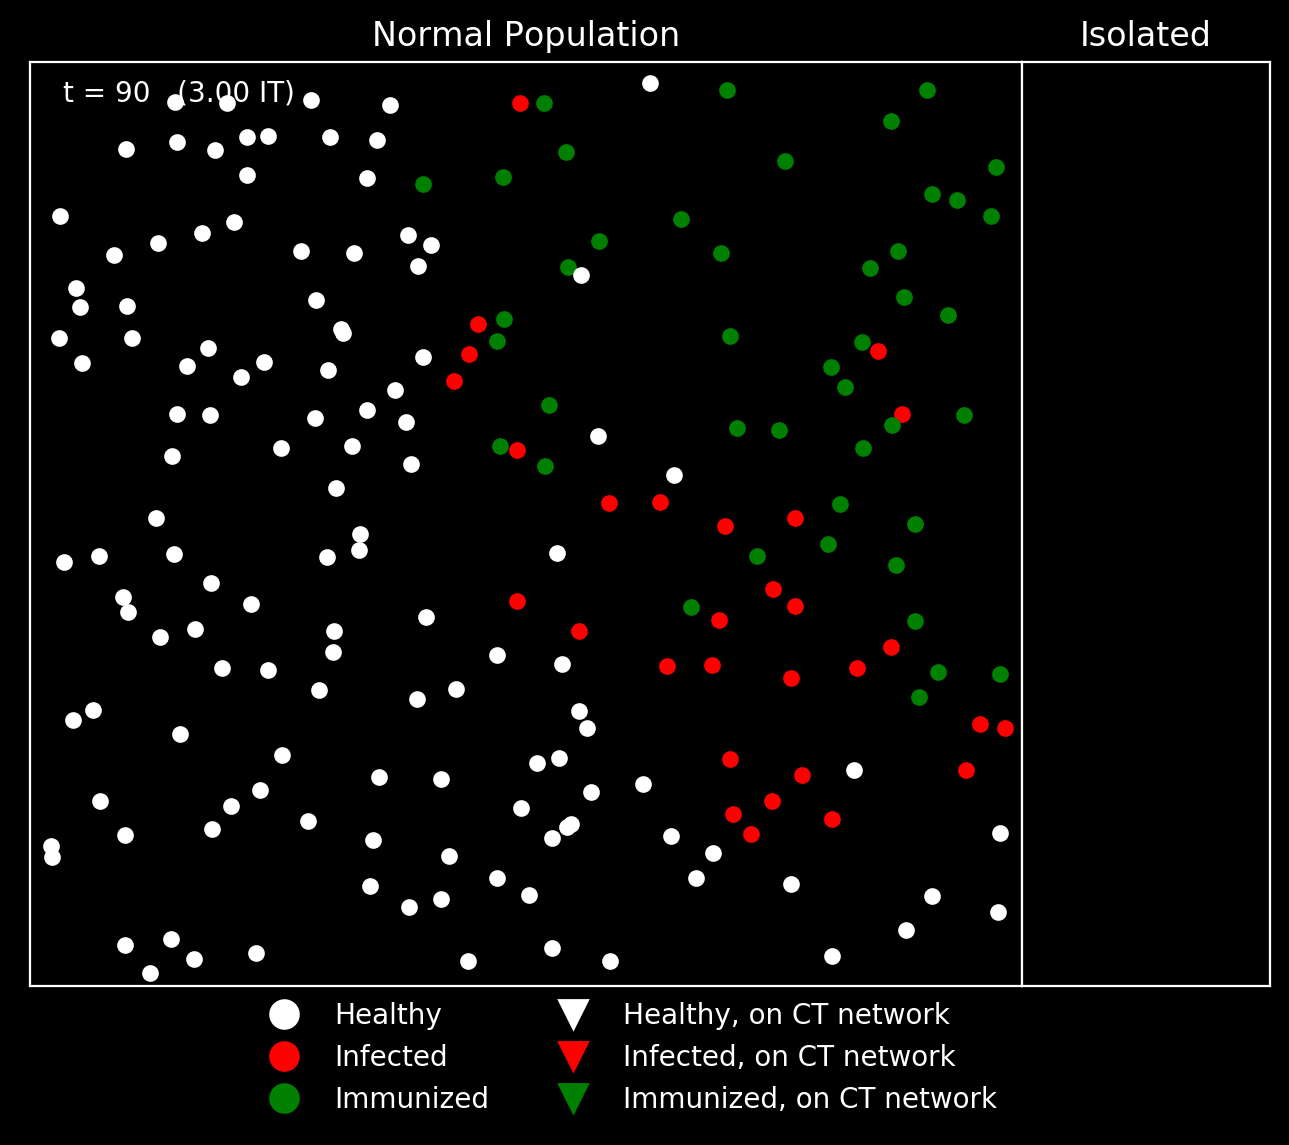 Normal Population Isolated
t = 90 (3.00 IT)
Healthy Healthy, on CT network
Infected Infected, on CT network
Immunized Immunized, on CT network